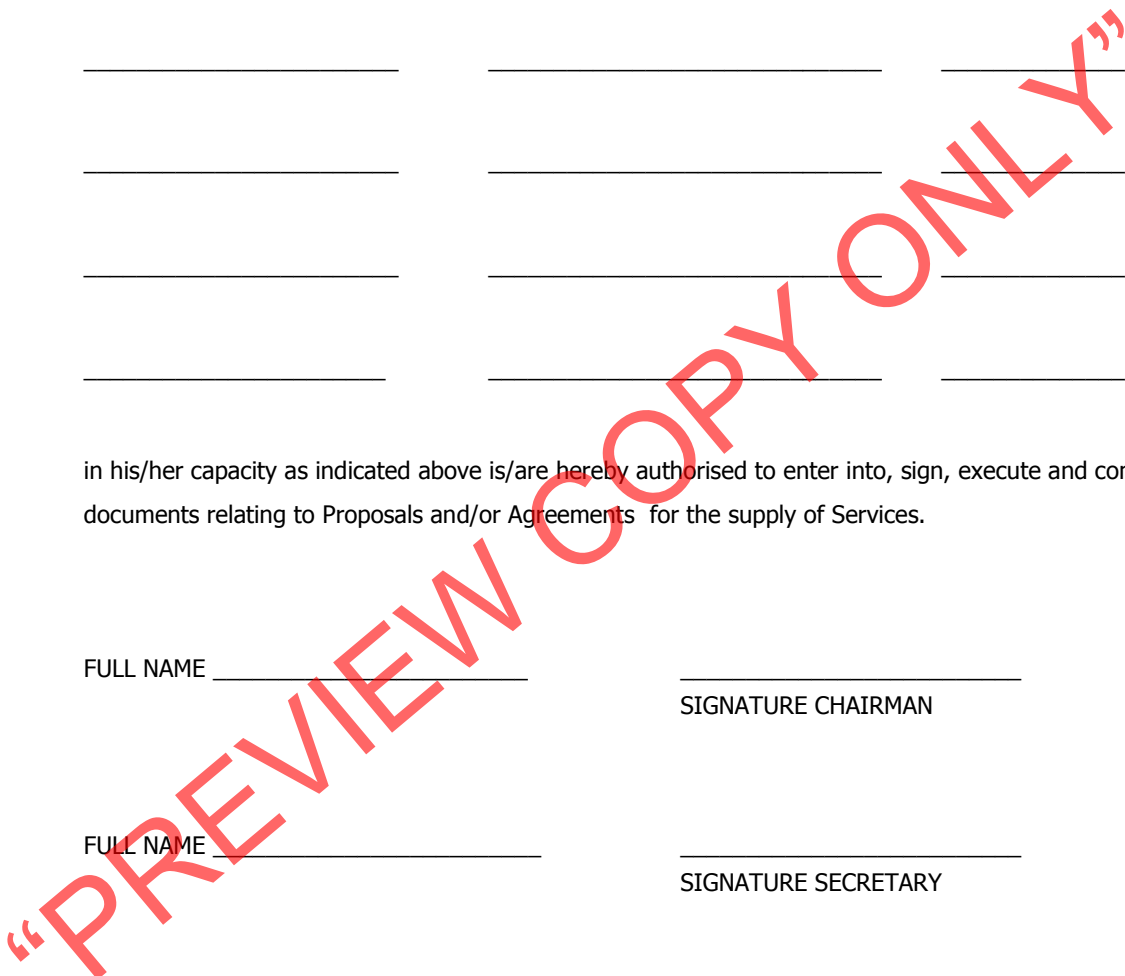 in his/her capacity as indicated above is/are hereby authorised to enter into, sign, execute and
documents relating to Proposals and/or Agreements for the supply of Services.
FULL NAME
SIGNATURE CHAIRMAN
FULL NAME
SIGNATURE SECRETARY
“PREVIEW COPY ONLY”